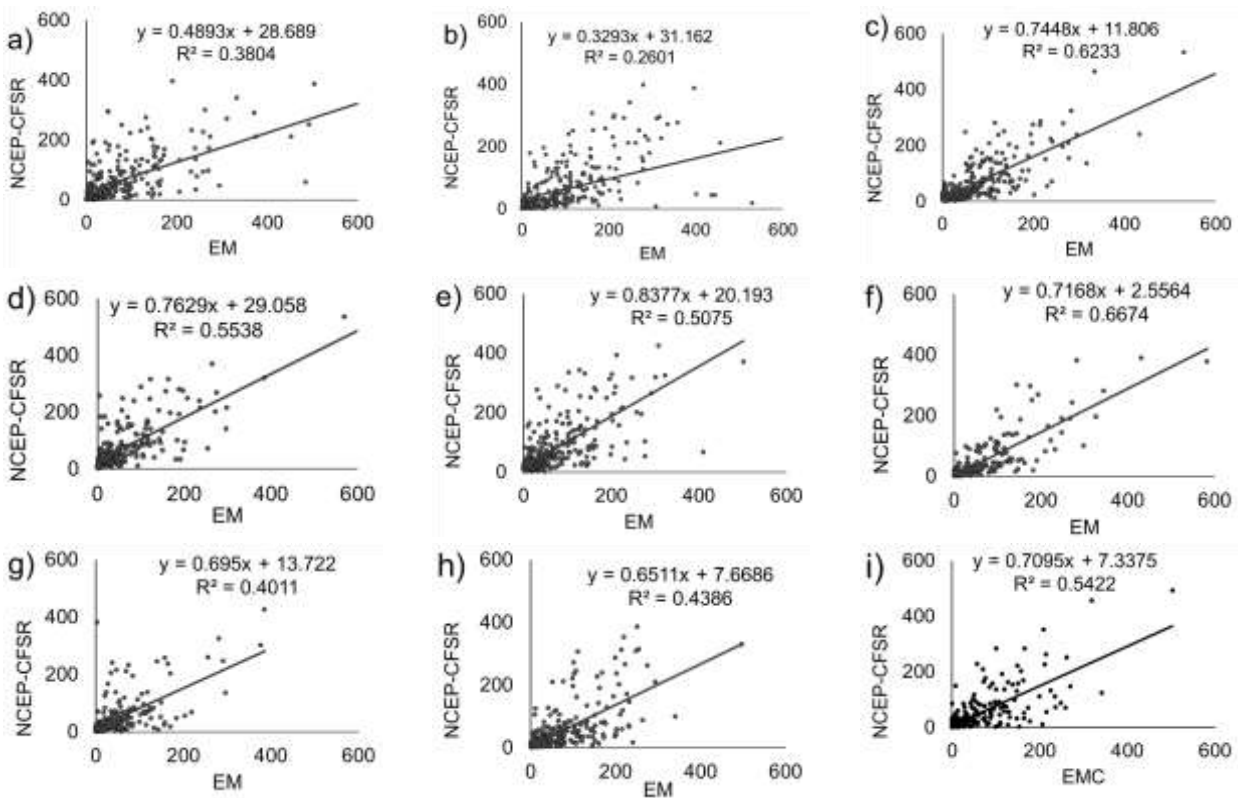 a)
y = 0.4893x + 28.689
R² = 0.3804
NCEP-CFSR
600
400
200
0
0 200 400 600
EM
b)
y = 0.3293x + 31.162
R² = 0.2601
NCEP-CFSR
600
400
200
0
0 200 400 600
EM
c)
y = 0.7448x + 11.806
R² = 0.6233
NCEP-CFSR
600
400
200
0
0 200 400 600
EM
d)
y = 0.7629x + 29.058
R² = 0.5538
NCEP-CFSR
600
400
200
0
0 200 400 600
EM
e)
y = 0.8377x + 20.193
R² = 0.5075
NCEP-CFSR
600
400
200
0
0 200 400 600
EM
f)
y = 0.7168x + 2.5564
R² = 0.6674
NCEP-CFSR
600
400
200
0
0 200 400 600
EM
g)
y = 0.695x + 13.722
R² = 0.4011
NCEP-CFSR
600
400
200
0
0 200 400 600
EM
h)
y = 0.6511x + 7.6686
R² = 0.4386
NCEP-CFSR
600
400
200
0
0 200 400 600
EM
i)
y = 0.7095x + 7.3375
R² = 0.5422
NCEP-CFSR
600
400
200
0
0 200 400 600
EMC